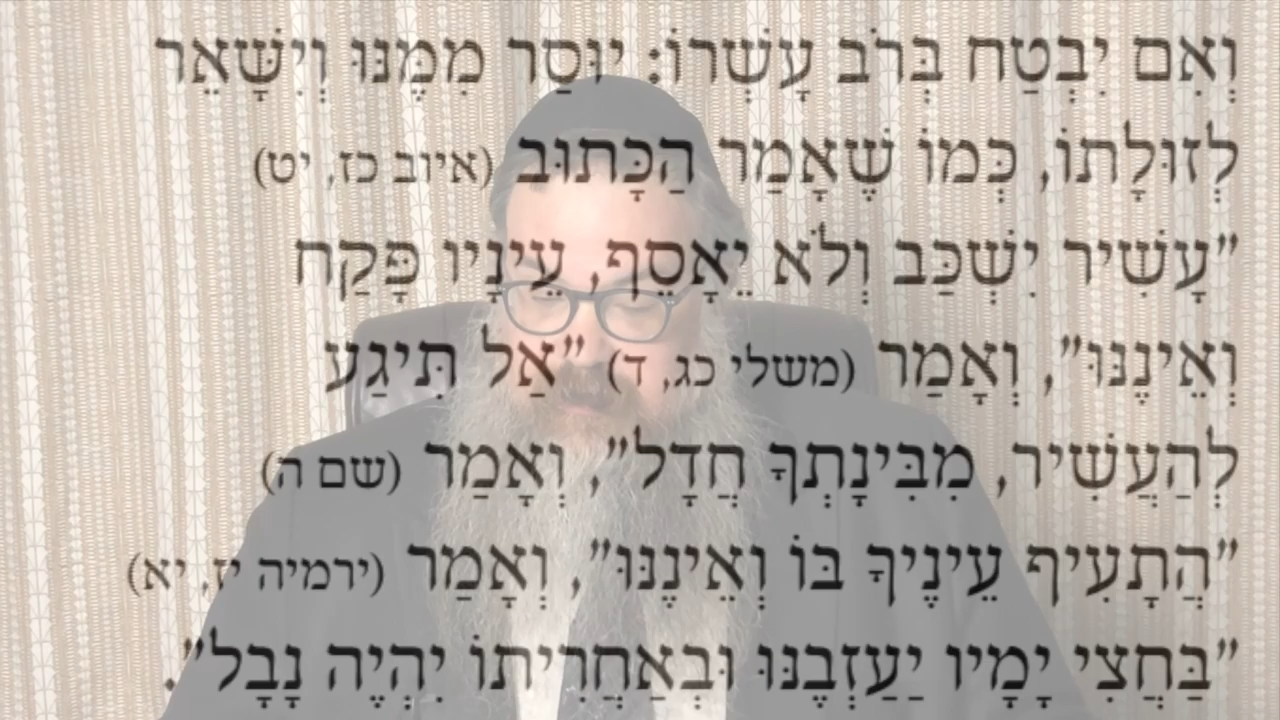 וְאִם יִבְטַח בְּרֹב עָשְׁרוֹ: יוּסַר מִמֶּנּוּ וְיִשָּׁאֵר
לְזוּלָתוֹ, כְּמוֹ שֶׁאָמַר הַכָּתוּב (איוב כז, יט)
"עָשִׁיר יִשְׁכַּב וְלֹא יֵאָסֵף, עֵינָיו פָּקַח
וְאֵינֶנּוּ", וְאָמַר (משלי כג, ד) "אַל תִּיגַע
לְהַעֲשִׁיר, מִבִּינָתְךָ חֲדָל", וְאָמַר (שם ה)
"הֲתָעִיף עֵינֶיךָ בּוֹ וְאֵינֶנּוּ", וְאָמַר (ירמיה יז, יא)
"בַּחֲצִי יָמָיו יַעַזְבֶנּוּ וּבְאַחֲרִיתוֹ יִהְיֶה נָבָל".